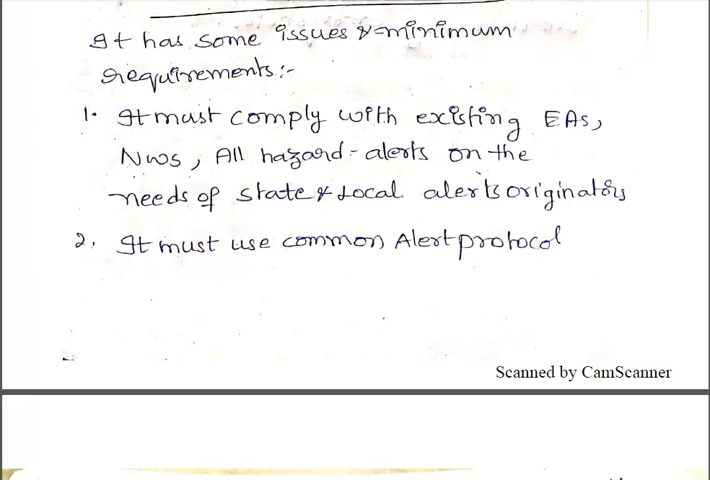 It has some issues & minimum
requirements:-
1. It must comply with existing EAs,
Nws, All hazard-alerts on the
needs of state & Local alerts originators
2. It must use common Alert protocol
Scanned by CamScanner